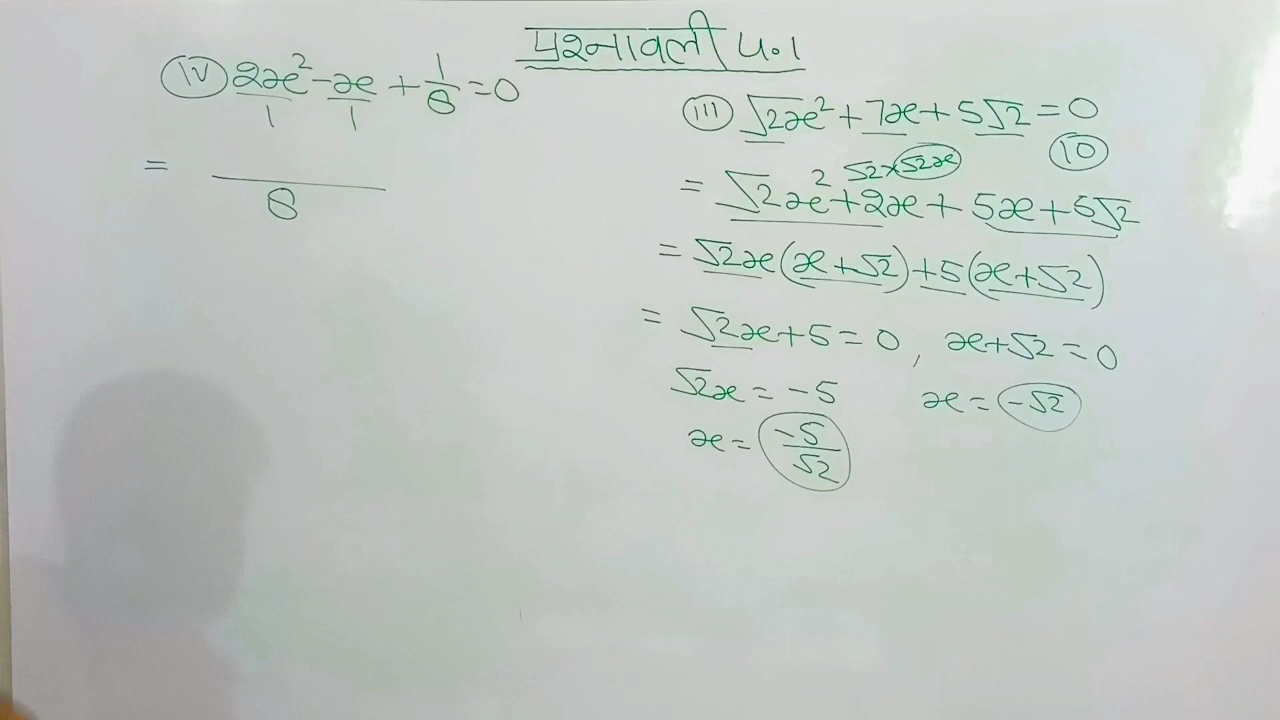 प्रश्नावली 4.1
(iv) 2x² - x + 1/8 = 0
1 1
=
8
(iii) √2x² + 7x + 5√2 = 0
10
√2×√2x
= √2x² + 2x + 5x + 5√2
= √2x(x+√2)+5(x+√2)
= √2x+5=0, x+√2=0
√2x = -5 x = -√2
x = -5/√2